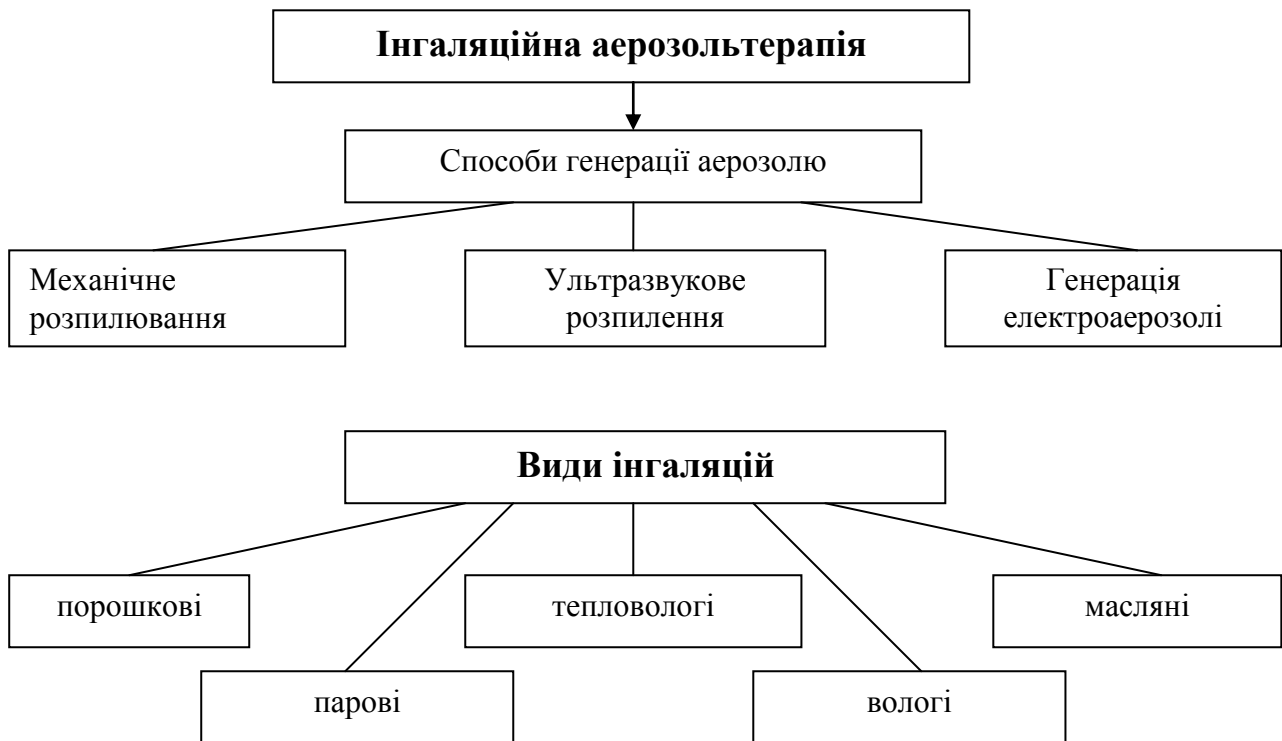 Інгаляційна аерозольтерапія
Способи генерації аерозолю
Механічне
розпилювання
Ультразвукове
розпилення
Генерація
електроаерозолі
Види інгаляцій
порошкові
тепловологі
масляні
парові
вологі